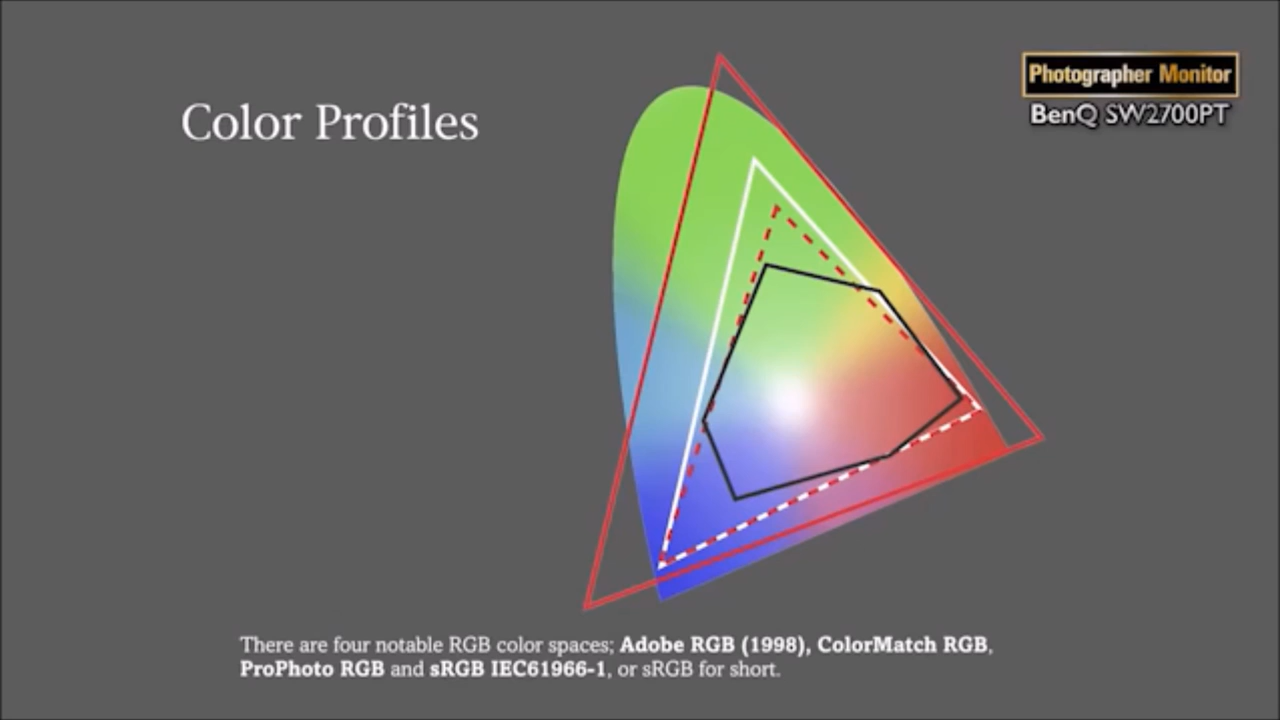 Color Profiles
Photographer Monitor
BenQ SW2700PT
There are four notable RGB color spaces; Adobe RGB (1998), ColorMatch RGB,
ProPhoto RGB and sRGB IEC61966-1, or sRGB for short.